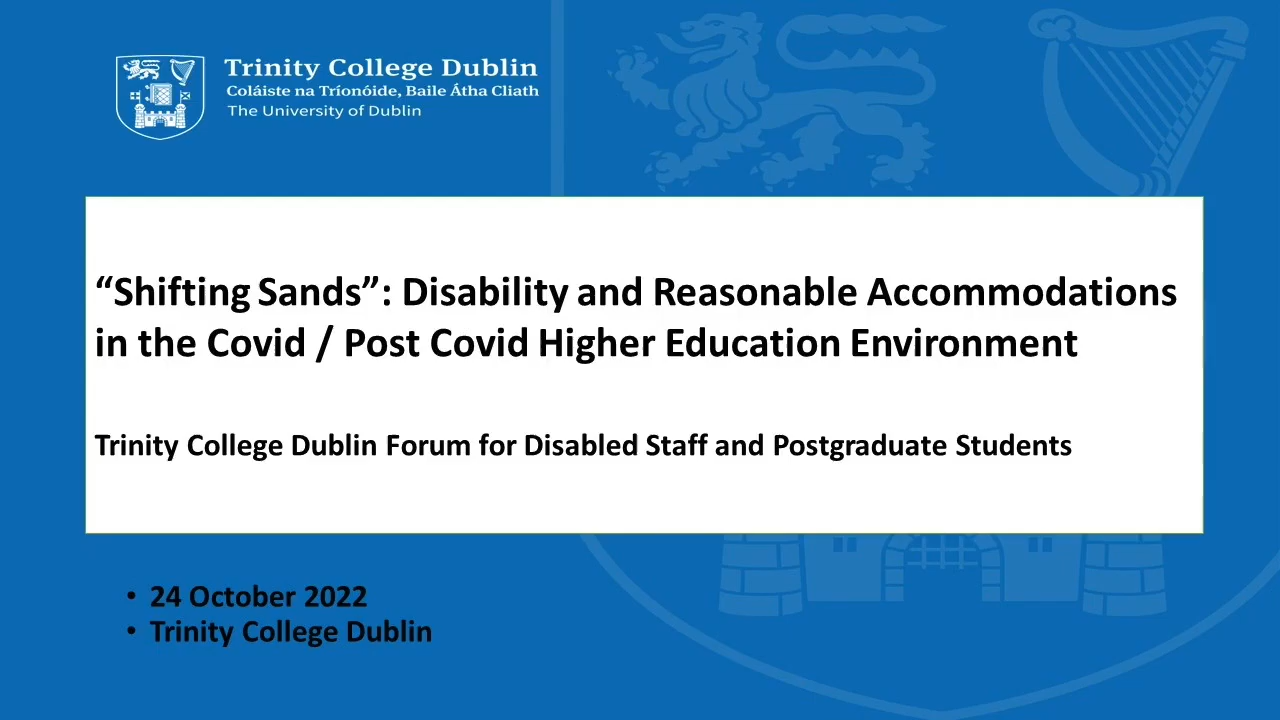 Trinity College Dublin
Coláiste na Tríonóide, Baile Átha Cliath
The University of Dublin
“Shifting Sands”: Disability and Reasonable Accommodations
in the Covid / Post Covid Higher Education Environment
Trinity College Dublin Forum for Disabled Staff and Postgraduate Students
• 24 October 2022
• Trinity College Dublin